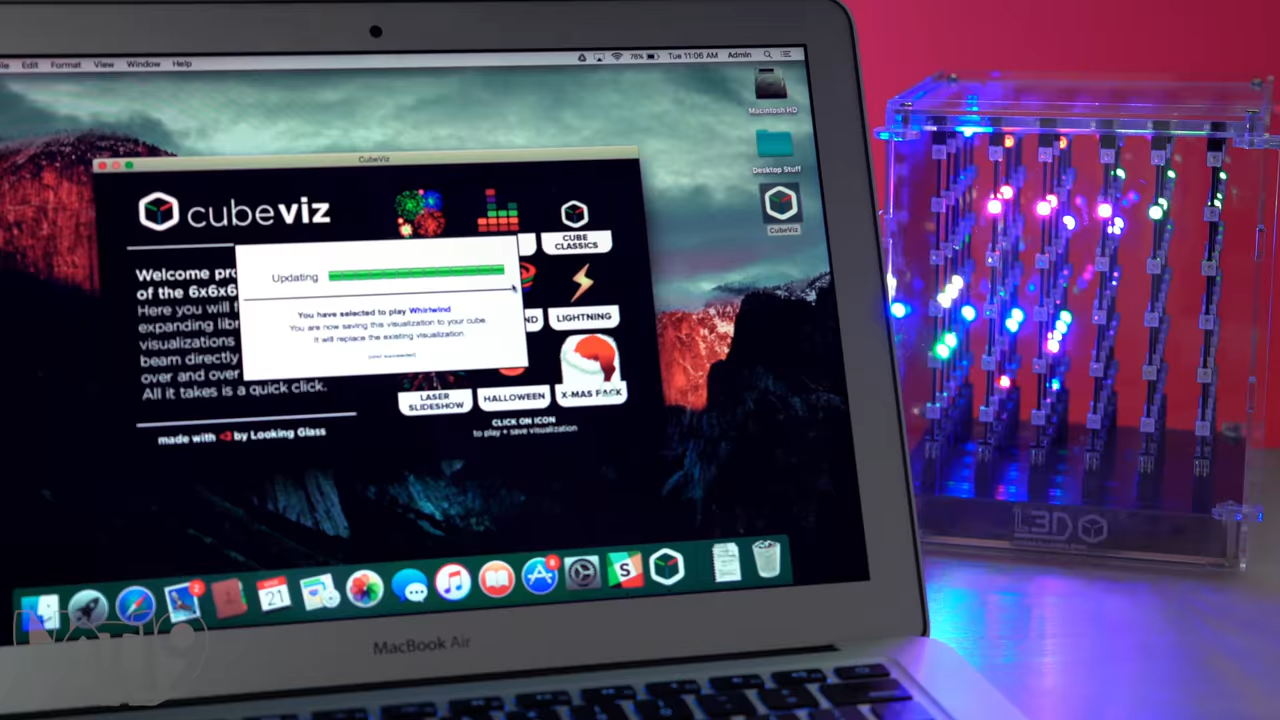 Edit Format View Window Help
78% Tue 11:06 AM Admin
Macintosh HD
Desktop Stuff
CubeViz
CubeViz
cubeviz
Welcome pro
of the 6x6x6
Here you will f
expanding libr
visualizations
beam directly
over and over
All it takes is a quick click.
made with by Looking Glass
CUBE
CLASSICS
ND
LIGHTNING
LASER
SLIDESHOW
HALLOWEEN
X-MAS PACK
CLICK ON ICON
to play + save visualization
Updating
You have selected to play Whirlwind
You are now saving this visualization to your cube.
It will replace the existing visualization.
21
MacBook Air
L3D
VAT19